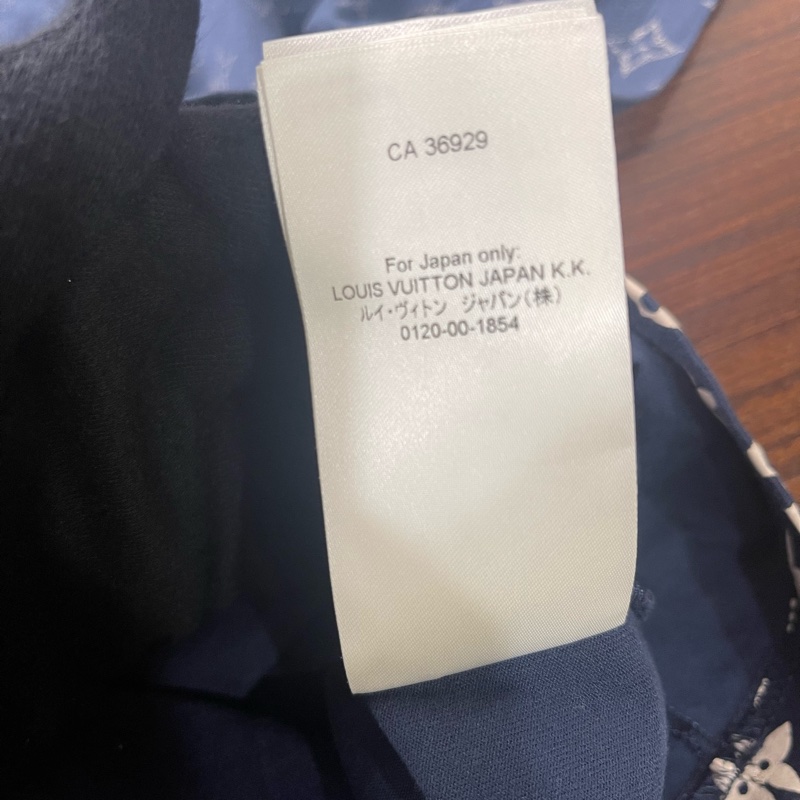 CA 36929
For Japan only:
LOUIS VUITTON JAPAN K.K.
ルイ・ヴィトン ジャパン(株)
0120-00-1854